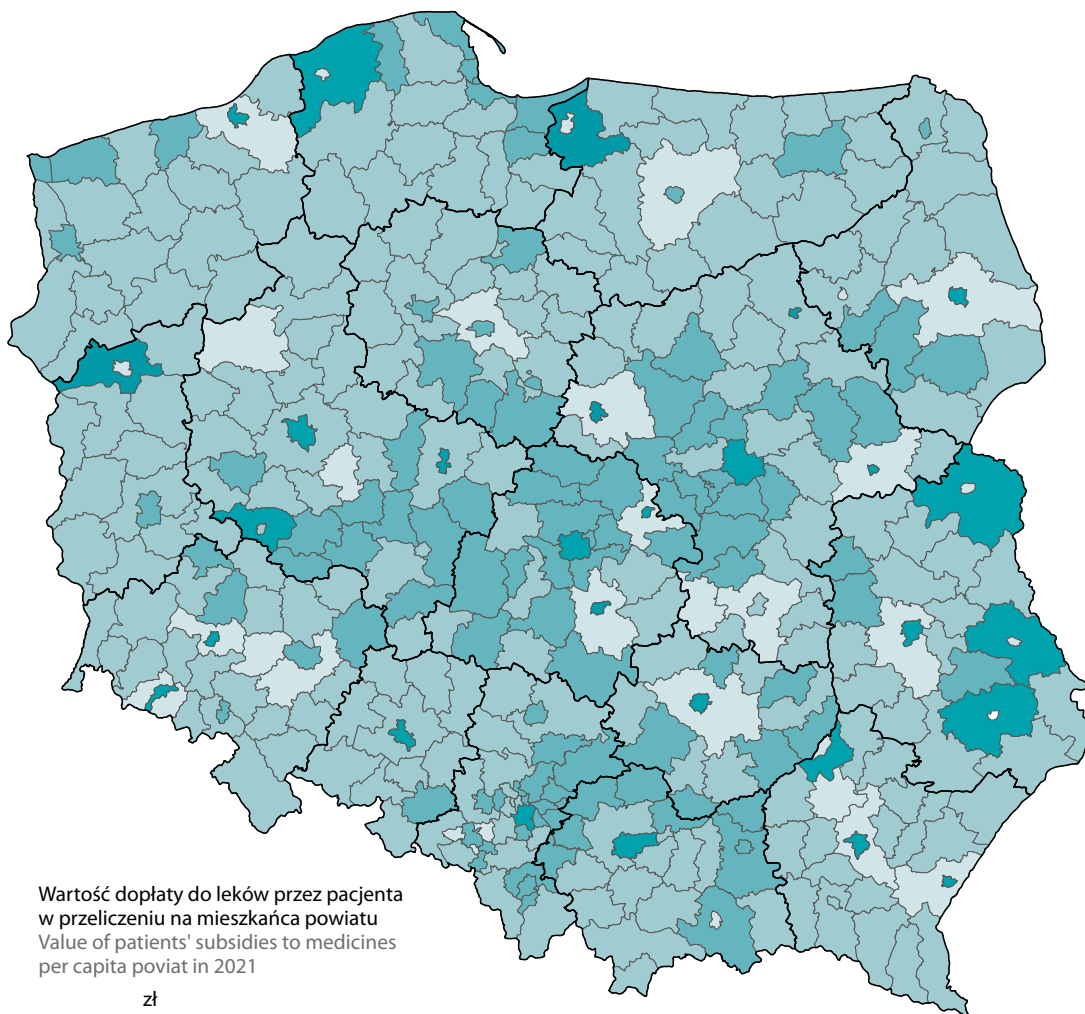 Wartość dopłaty do leków przez pacjenta
w przeliczeniu na mieszkańca powiatu
Value of patients' subsidies to medicines
per capita poviat in 2021
zł